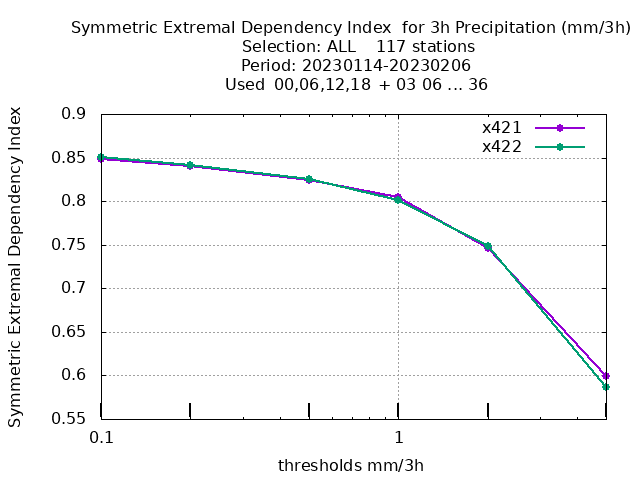 Symmetric Extremal Dependency Index  for 3h Precipitation (mm/3h)
Selection: ALL    117 stations
Period: 20230114-20230206
Used  00,06,12,18  + 03 06 ... 36
Symmetric Extremal Dependency Index
0.9
0.85
0.8
0.75
0.7
0.65
0.6
0.55
x421
x422
0.1
1
thresholds mm/3h